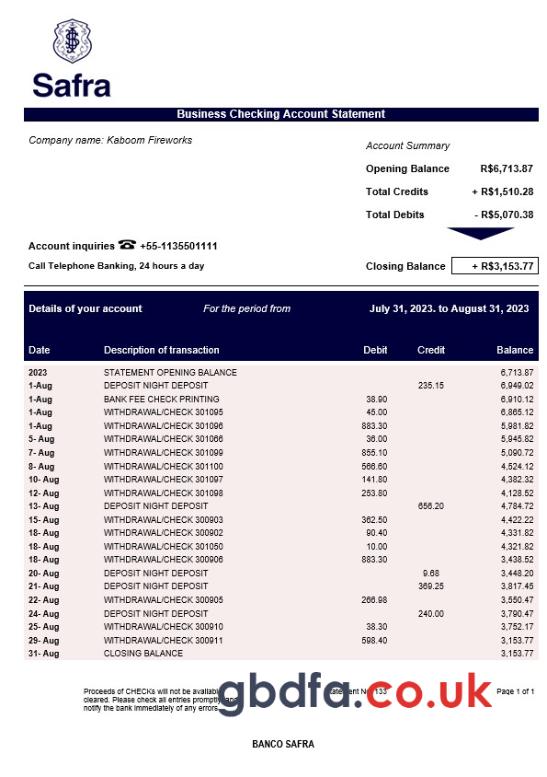 Safra
Business Checking Account Statement
Company name: Kaboom Fireworks
Account Summary
Opening Balance R$6,713.87
Total Credits + R$1,510.28
Total Debits - R$5,070.38
Account inquiries ☎ +55-1135501111
Call Telephone Banking, 24 hours a day
Closing Balance + R$3,153.77
Details of your account For the period from July 31, 2023. to August 31, 2023
Date Description of transaction Debit Credit Balance
2023 STATEMENT OPENING BALANCE 6,713.87
1-Aug DEPOSIT NIGHT DEPOSIT 235.15 6,949.02
1-Aug BANK FEE CHECK PRINTING 38.90 6,910.12
1-Aug WITHDRAWAL/CHECK 301095 45.00 6,865.12
1-Aug WITHDRAWAL/CHECK 301096 883.30 5,981.82
5- Aug WITHDRAWAL/CHECK 301066 36.00 5,945.82
7- Aug WITHDRAWAL/CHECK 301099 855.10 5,090.72
8- Aug WITHDRAWAL/CHECK 301100 566.60 4,524.12
10- Aug WITHDRAWAL/CHECK 301097 141.80 4,382.32
12- Aug WITHDRAWAL/CHECK 301098 253.80 4,128.52
13- Aug DEPOSIT NIGHT DEPOSIT 656.20 4,784.72
15- Aug WITHDRAWAL/CHECK 300903 362.50 4,422.22
18- Aug WITHDRAWAL/CHECK 300902 90.40 4,331.82
18- Aug WITHDRAWAL/CHECK 301050 10.00 4,321.82
18- Aug WITHDRAWAL/CHECK 300906 883.30 3,438.52
20- Aug DEPOSIT NIGHT DEPOSIT 9.68 3,448.20
21- Aug DEPOSIT NIGHT DEPOSIT 369.25 3,817.45
22- Aug WITHDRAWAL/CHECK 300905 266.98 3,550.47
24- Aug DEPOSIT NIGHT DEPOSIT 240.00 3,790.47
25- Aug WITHDRAWAL/CHECK 300910 38.30 3,752.17
29- Aug WITHDRAWAL/CHECK 300911 598.40 3,153.77
31- Aug CLOSING BALANCE 3,153.77
Proceeds of CHECKs will not be Page 1 of 1
cleared. Please check all entries
notify the bank immediately of any errors.
gbdfa.co.uk
BANCO SAFRA